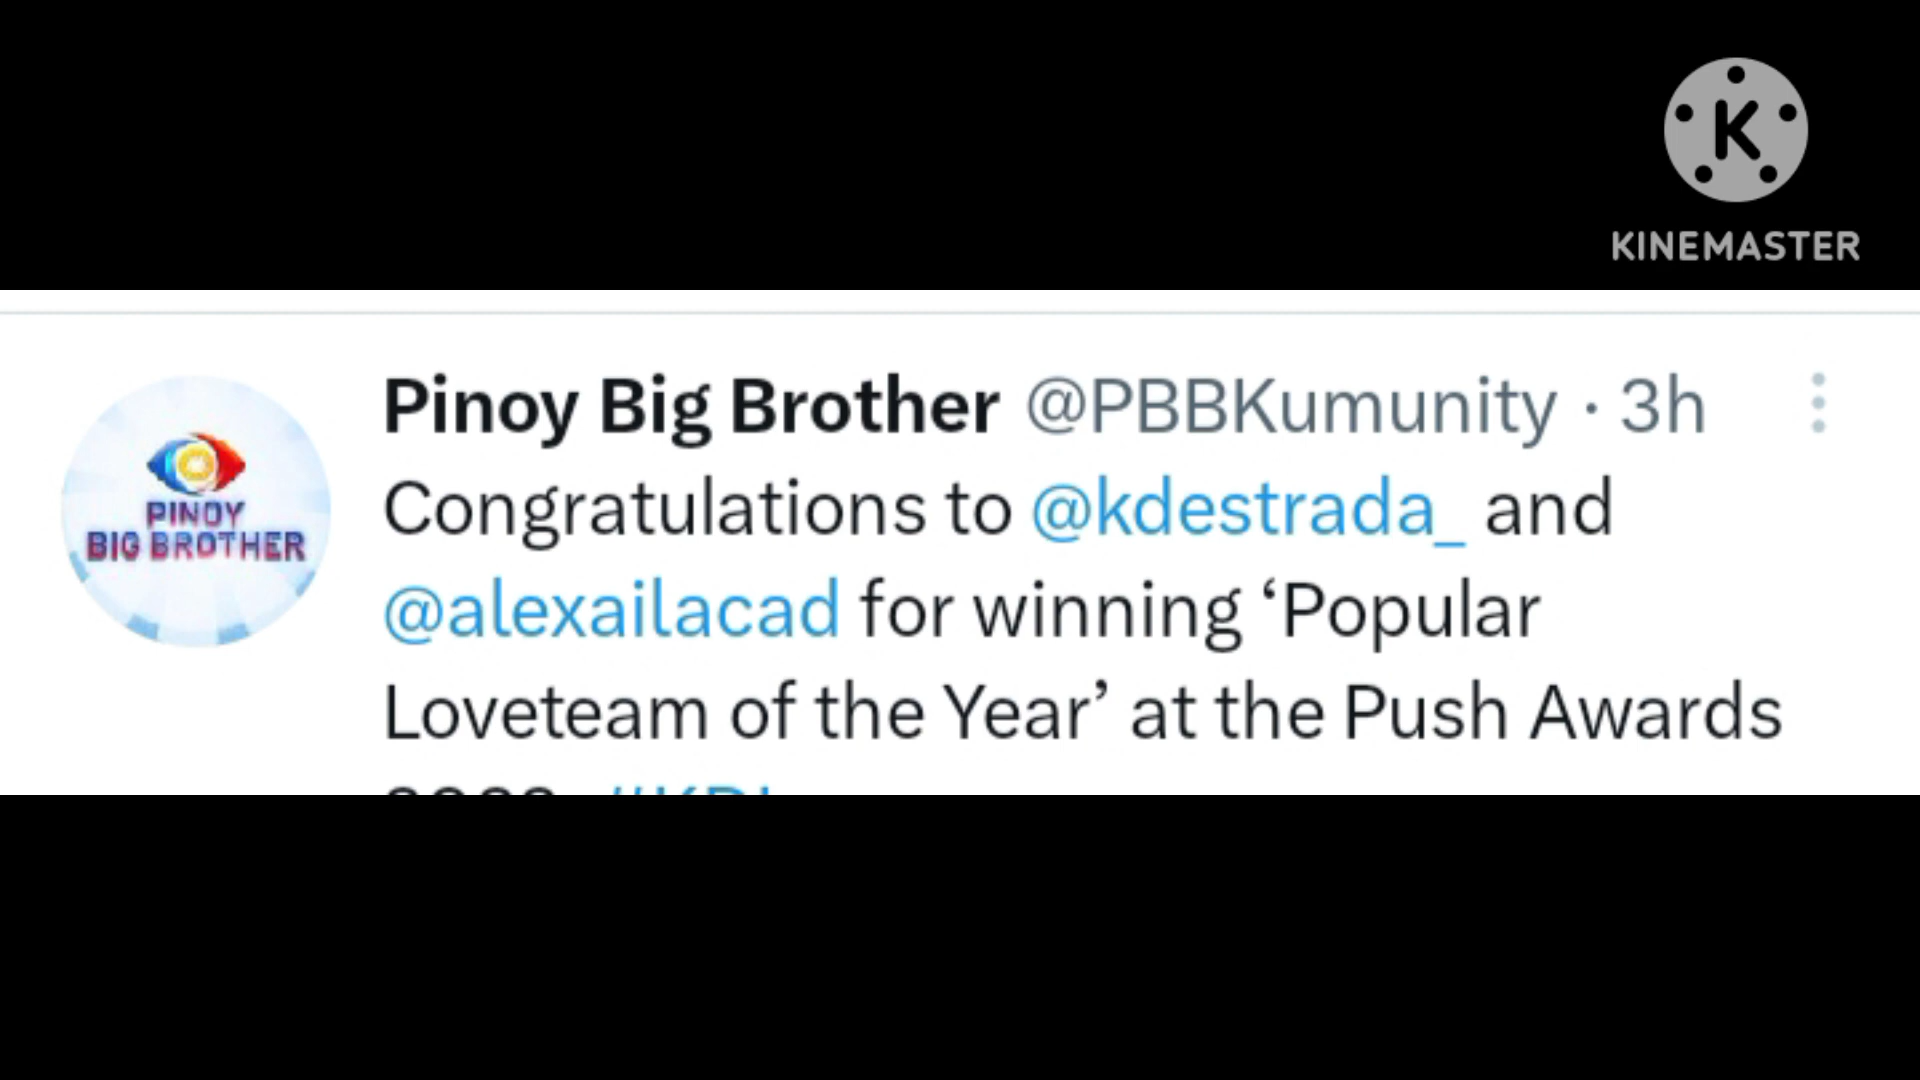 K
KINEMASTER
Pinoy Big Brother @PBBKumunity · 3h
PINOY
BIG BROTHER
Congratulations to @kdestrada_ and
@alexailacad for winning ‘Popular
Loveteam of the Year’ at the Push Awards